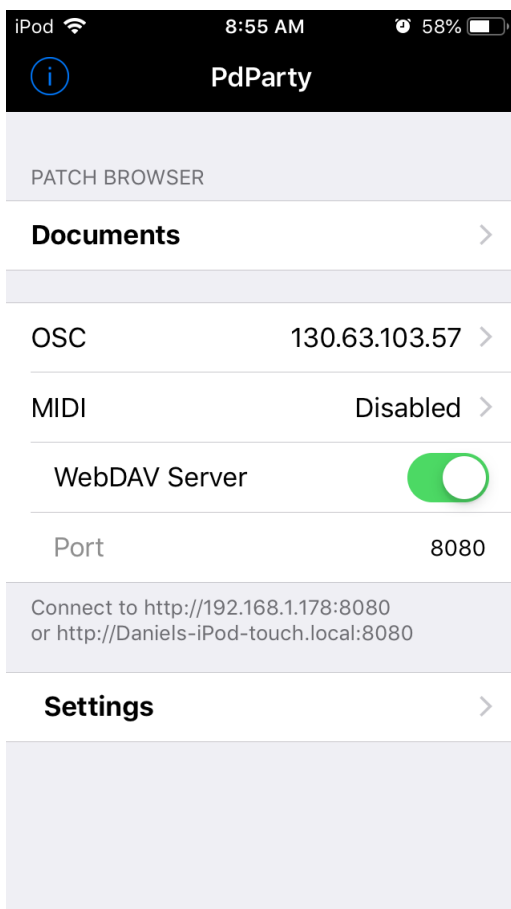 iPod 8:55 AM 58%
i PdParty
PATCH BROWSER
Documents
OSC 130.63.103.57
MIDI Disabled
WebDAV Server
Port 8080
Connect to http://192.168.1.178:8080
or http://Daniels-iPod-touch.local:8080
Settings